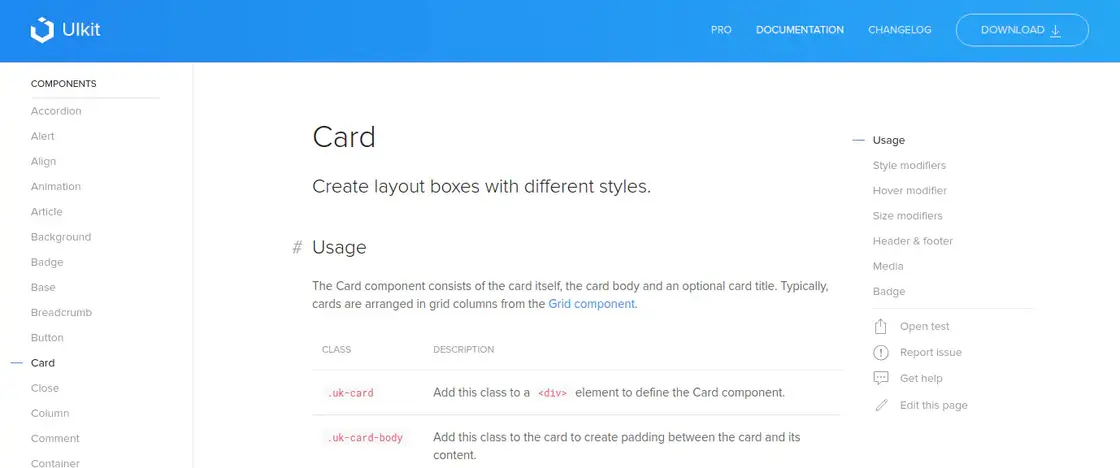 UIkit
PRO
DOCUMENTATION
CHANGELOG
DOWNLOAD
COMPONENTS
Accordion
Alert
Align
Animation
Article
Background
Badge
Base
Breadcrumb
Button
Card
Close
Column
Comment
Container
Card
Create layout boxes with different styles.
# Usage
The Card component consists of the card itself, the card body and an optional card title. Typically,
cards are arranged in grid columns from the Grid component.
CLASS DESCRIPTION
.uk-card Add this class to a <div> element to define the Card component.
.uk-card-body Add this class to the card to create padding between the card and its
content.
Usage
Style modifiers
Hover modifier
Size modifiers
Header & footer
Media
Badge
Open test
Report issue
Get help
Edit this page